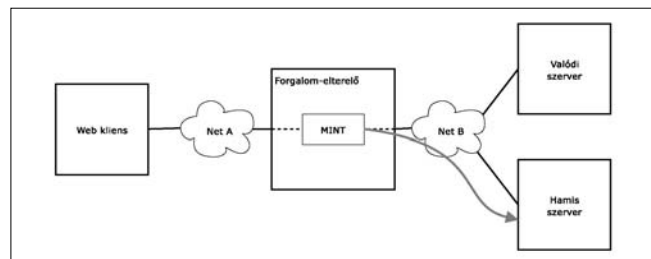 Forgalom-elterelő
Web kliens
Net A
MINT
Net B
Valódi
szerver
Hamis
szerver